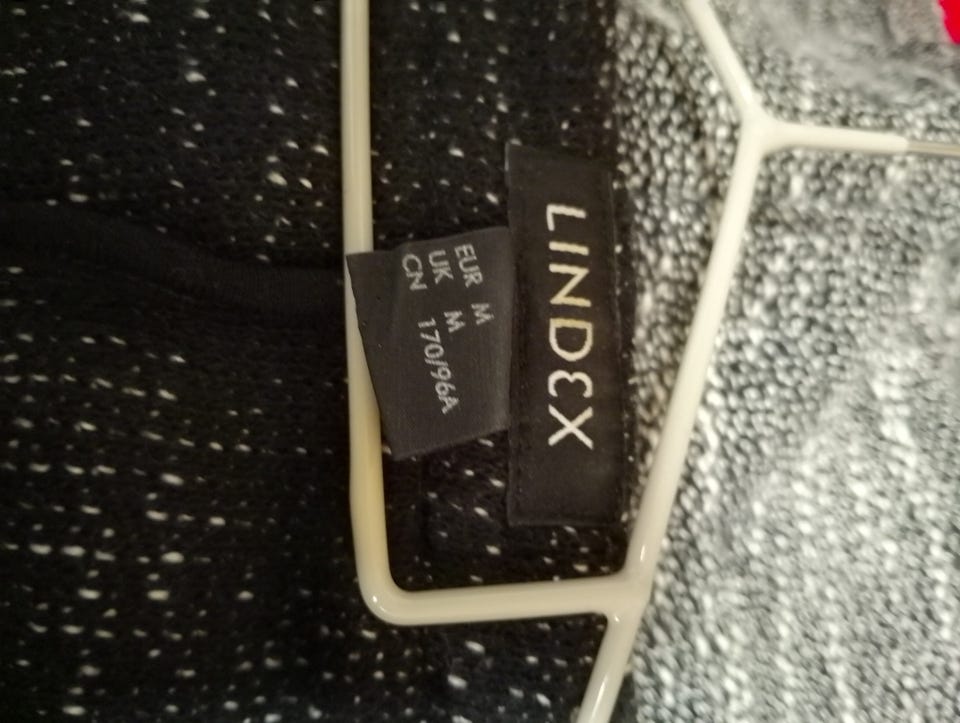 LINDEX
EUR M
UK M
CN 170/96A